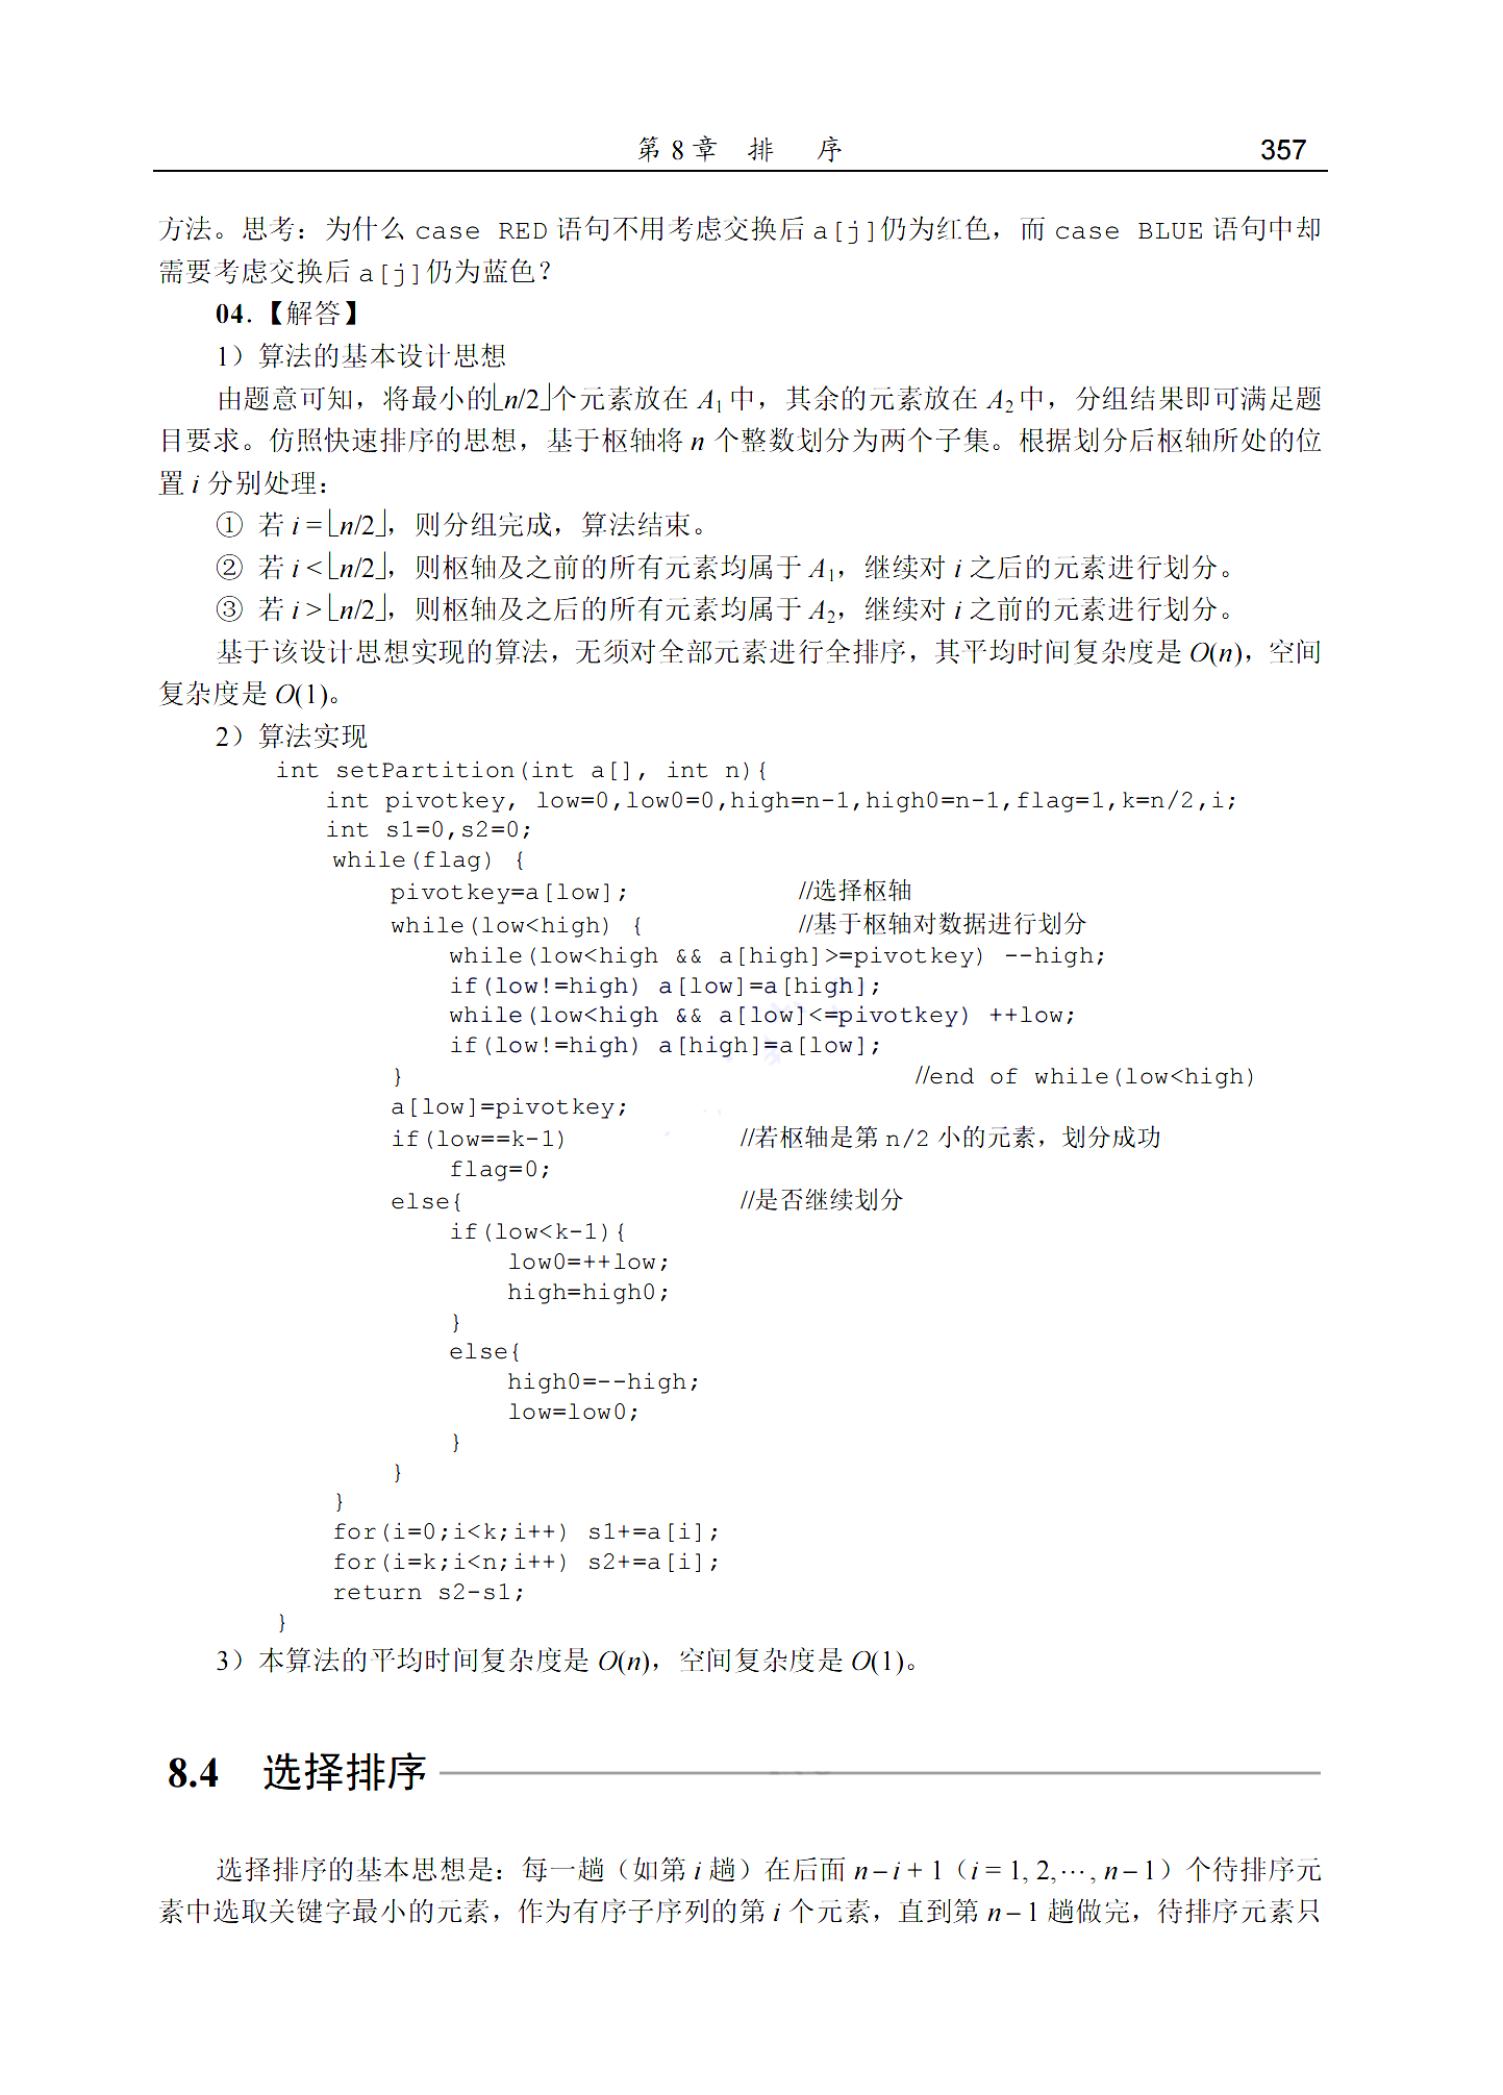 第 8 章 排 序 357
方法。思考：为什么 case RED 语句不用考虑交换后 a[j]仍为红色，而 case BLUE 语句中却
需要考虑交换后 a[j]仍为蓝色？
04.【解答】
1）算法的基本设计思想
由题意可知，将最小的⌊n/2⌋个元素放在 A₁中，其余的元素放在 A₂中，分组结果即可满足题
目要求。仿照快速排序的思想，基于枢轴将 n 个整数划分为两个子集。根据划分后枢轴所处的位
置 i 分别处理：
① 若 i = ⌊n/2⌋，则分组完成，算法结束。
② 若 i < ⌊n/2⌋，则枢轴及之前的所有元素均属于 A₁，继续对 i 之后的元素进行划分。
③ 若 i > ⌊n/2⌋，则枢轴及之后的所有元素均属于 A₂，继续对 i 之前的元素进行划分。
基于该设计思想实现的算法，无须对全部元素进行全排序，其平均时间复杂度是 O(n)，空间
复杂度是 O(1)。
2）算法实现
int setPartition(int a[], int n){
int pivotkey, low=0,low0=0,high=n-1,high0=n-1,flag=1,k=n/2,i;
int s1=0,s2=0;
while(flag) {
pivotkey=a[low]; //选择枢轴
while(low<high) { //基于枢轴对数据进行划分
while(low<high && a[high]>=pivotkey) --high;
if(low!=high) a[low]=a[high];
while(low<high && a[low]<=pivotkey) ++low;
if(low!=high) a[high]=a[low];
} //end of while(low<high)
a[low]=pivotkey;
if(low==k-1) //若枢轴是第 n/2 小的元素，划分成功
flag=0;
else{ //是否继续划分
if(low<k-1){
low0=++low;
high=high0;
}
else{
high0=--high;
low=low0;
}
}
}
for(i=0;i<k;i++) s1+=a[i];
for(i=k;i<n;i++) s2+=a[i];
return s2-s1;
}
3）本算法的平均时间复杂度是 O(n)，空间复杂度是 O(1)。
8.4 选择排序
选择排序的基本思想是：每一趟（如第 i 趟）在后面 n − i + 1（i = 1, 2,⋯, n − 1）个待排序元
素中选取关键字最小的元素，作为有序子序列的第 i 个元素，直到第 n − 1 趟做完，待排序元素只